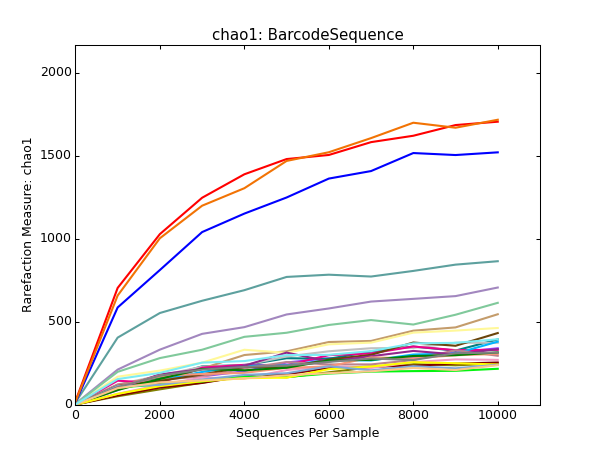 chao1: BarcodeSequence
2000
1500
1000
500
0
Rarefaction Measure: chao1
0 2000 4000 6000 8000 10000
Sequences Per Sample